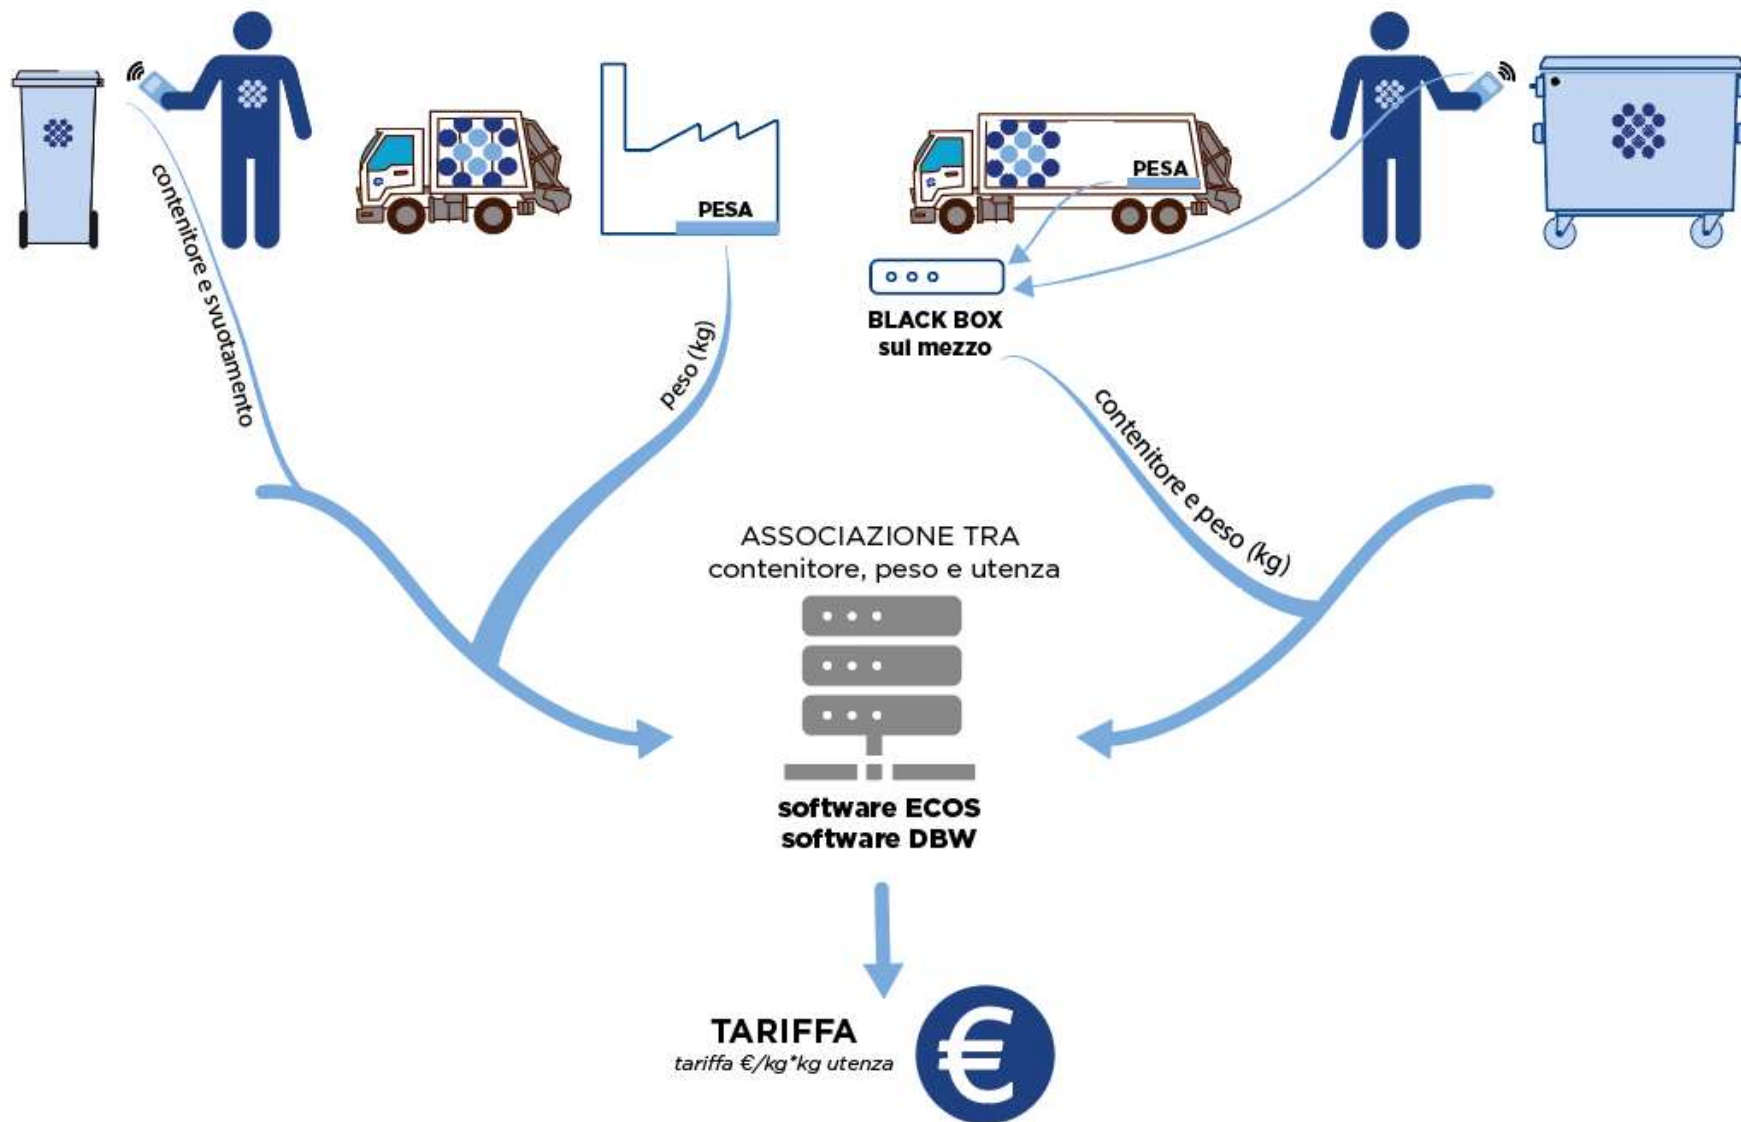 PESA
PESA
contenitore e svuotamento
peso (kg)
BLACK BOX
sul mezzo
contenitore e peso (kg)
ASSOCIAZIONE TRA
contenitore, peso e utenza
software ECOS
software DBW
TARIFFA
tariffa €/kg*kg utenza
€